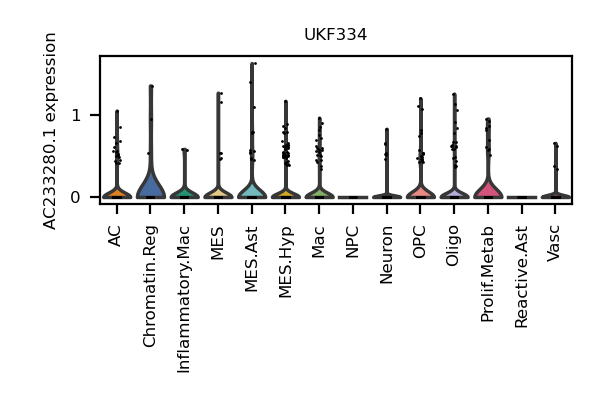 UKF334
AC233280.1 expression
1
0
AC
Chromatin.Reg
Inflammatory.Mac
MES
MES.Ast
MES.Hyp
Mac
NPC
Neuron
OPC
Oligo
Prolif.Metab
Reactive.Ast
Vasc